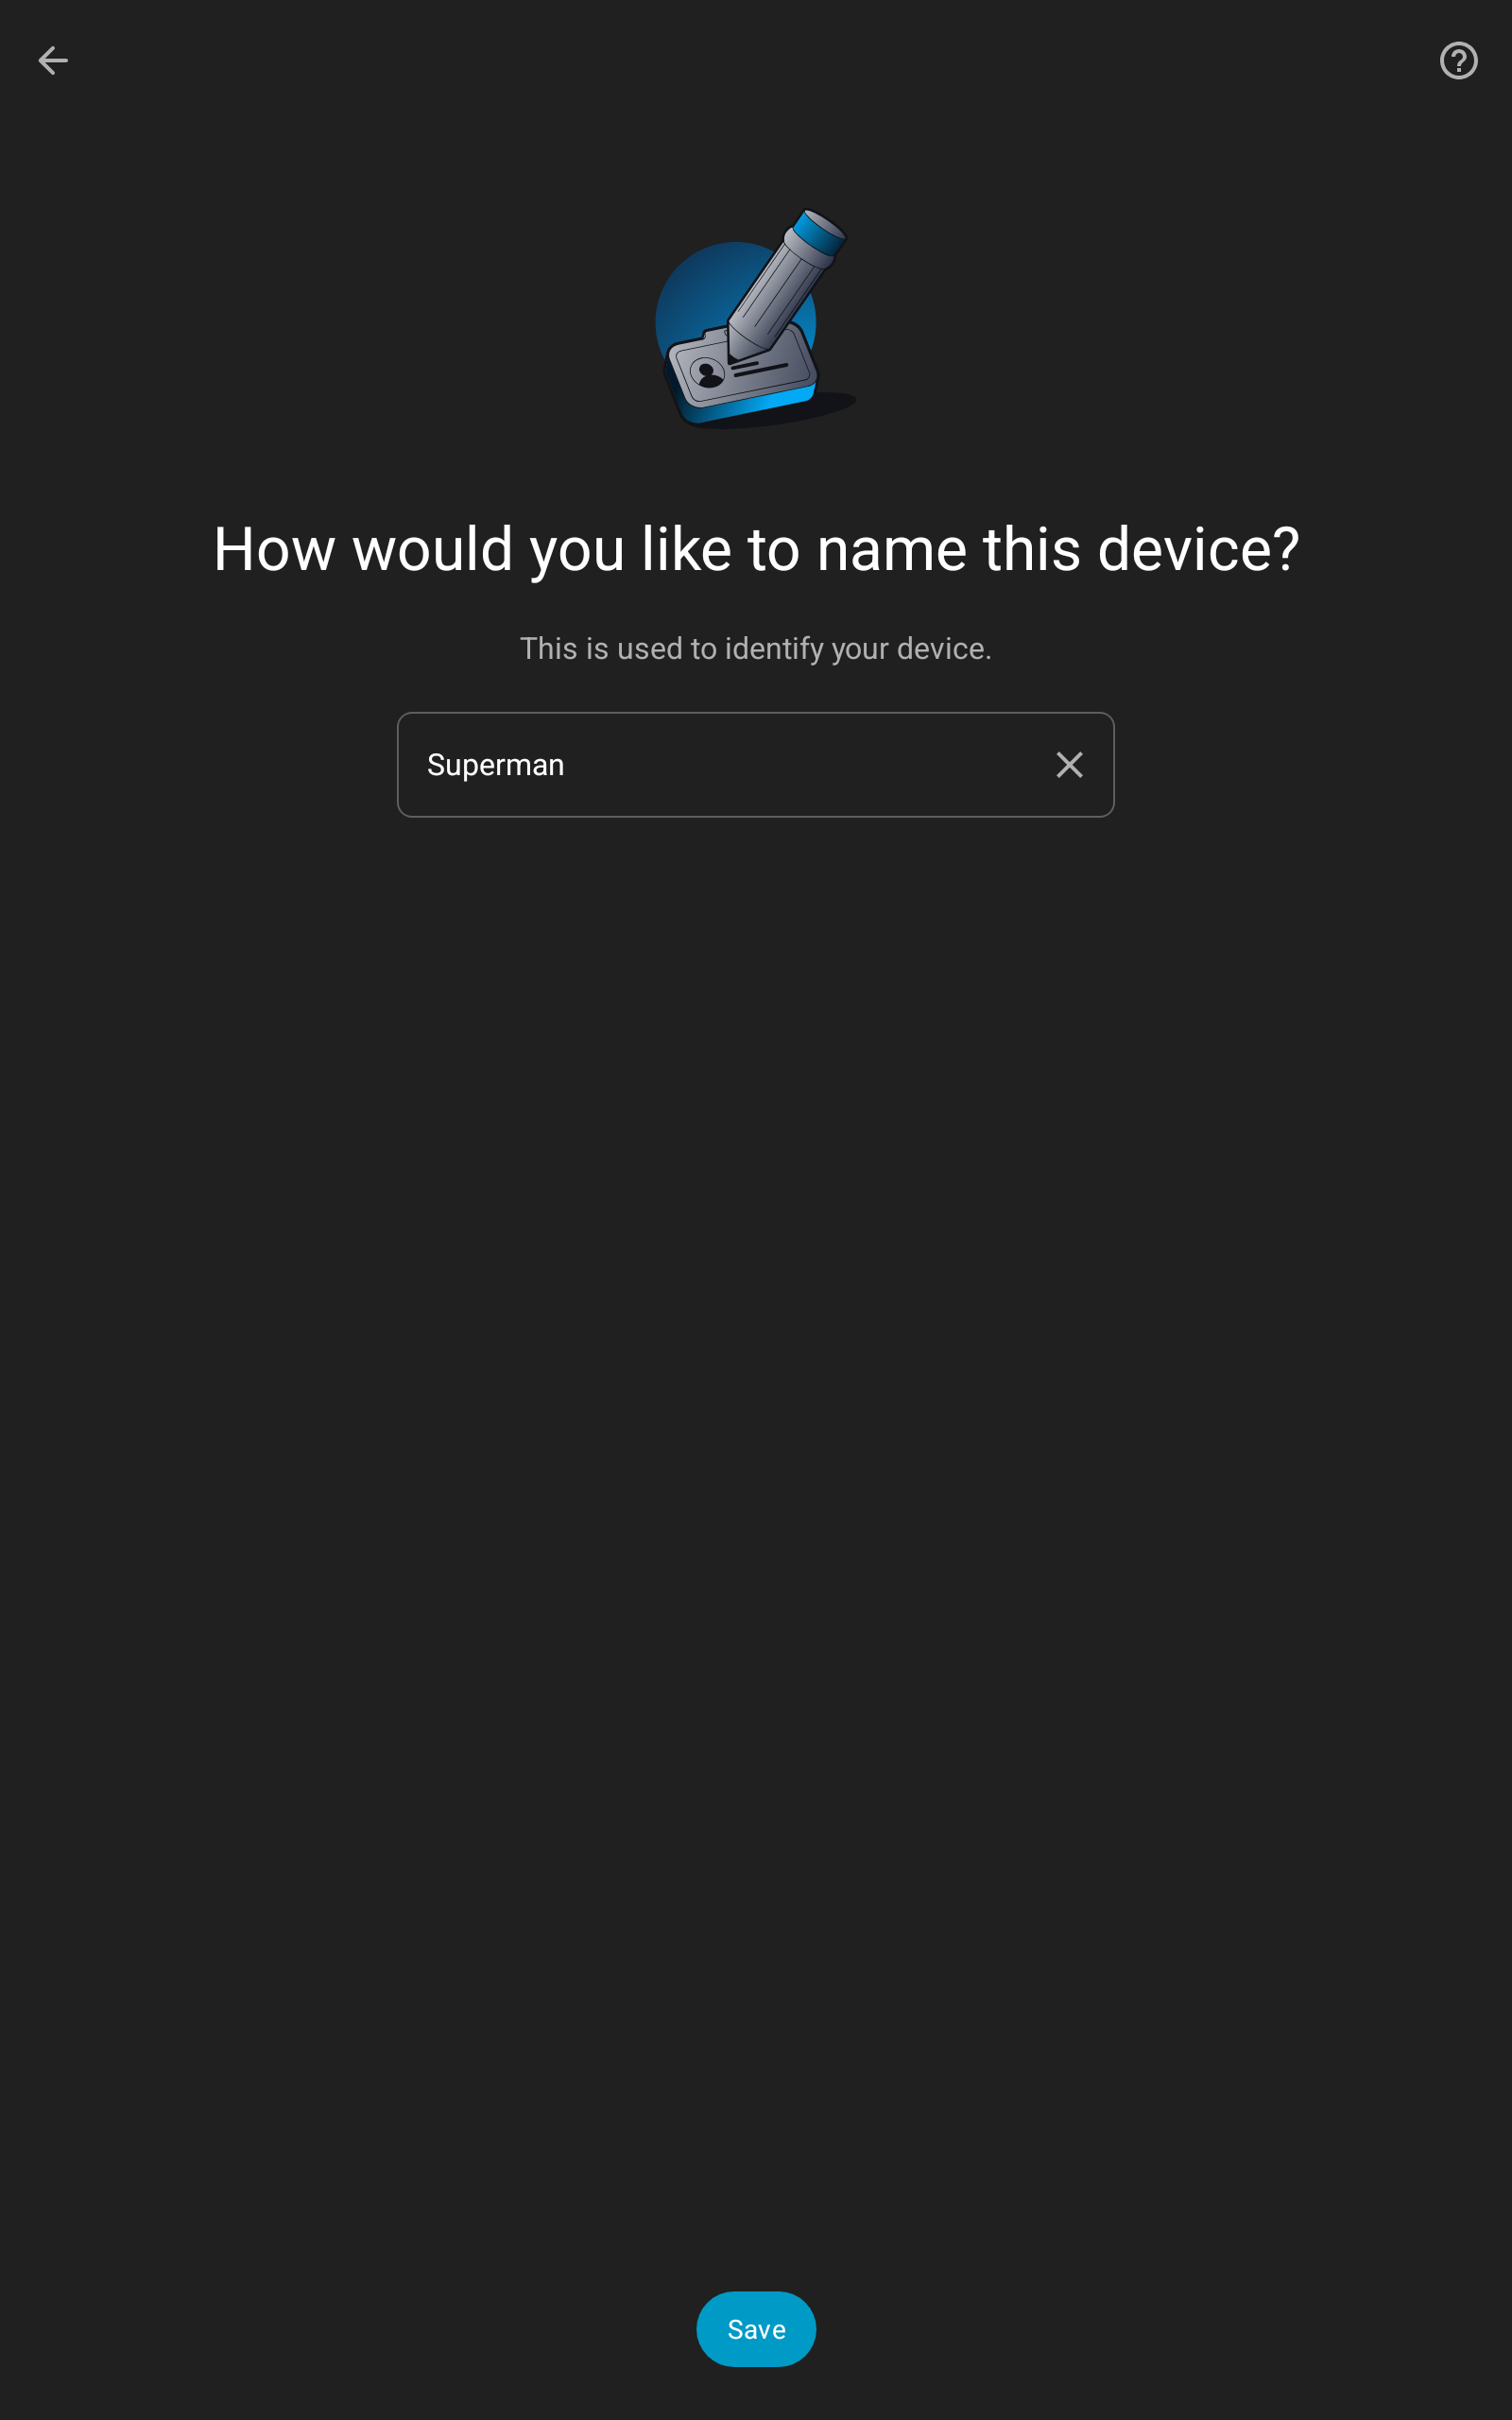 How would you like to name this device?
This is used to identify your device.
Superman
Save